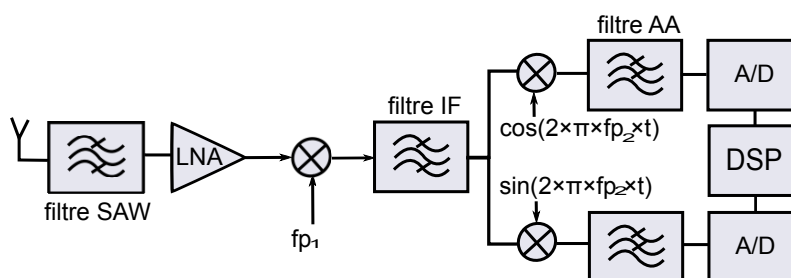 filtre AA
A/D
filtre IF
cos(2×π×fp₂×t)
LNA
DSP
sin(2×π×fp₂×t)
filtre SAW
fp₁
A/D